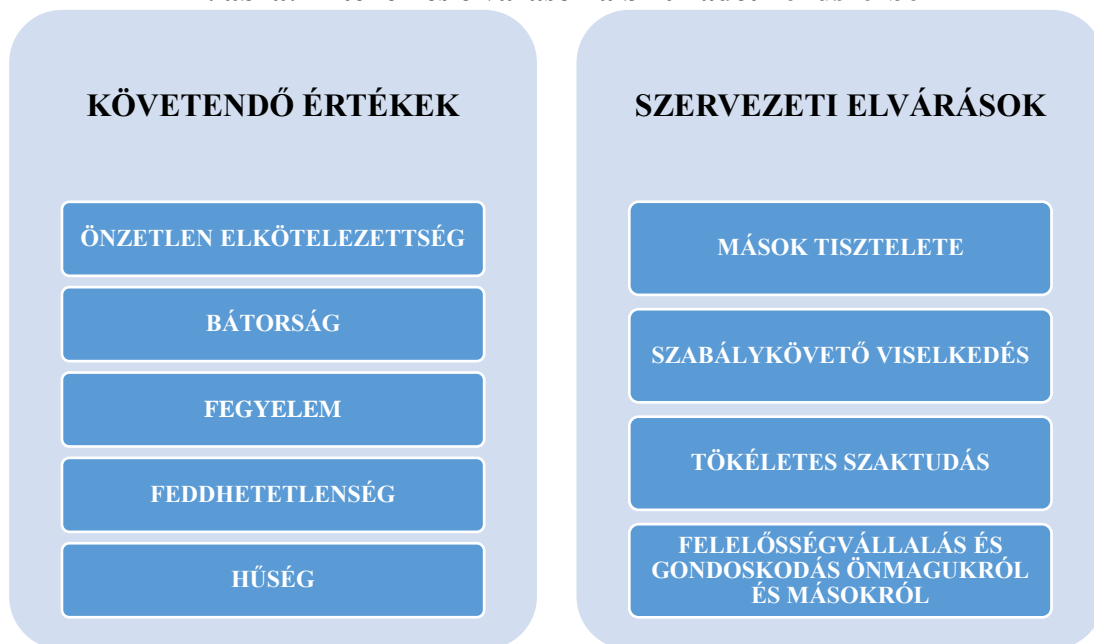 KÖVETENDŐ ÉRTÉKEK
ÖNZETLEN ELKÖTELEZETTSÉG
BÁTORSÁG
FEGYELEM
FEDDHETETLENSÉG
HŰSÉG
SZERVEZETI ELVÁRÁSOK
MÁSOK TISZTELETE
SZABÁLYKÖVETŐ VISELKEDÉS
TÖKÉLETES SZAKTUDÁS
FELELŐSSÉGVÁLLALÁS ÉS
GONDOSKODÁS ÖNMAGUKRÓL
ÉS MÁSOKRÓL